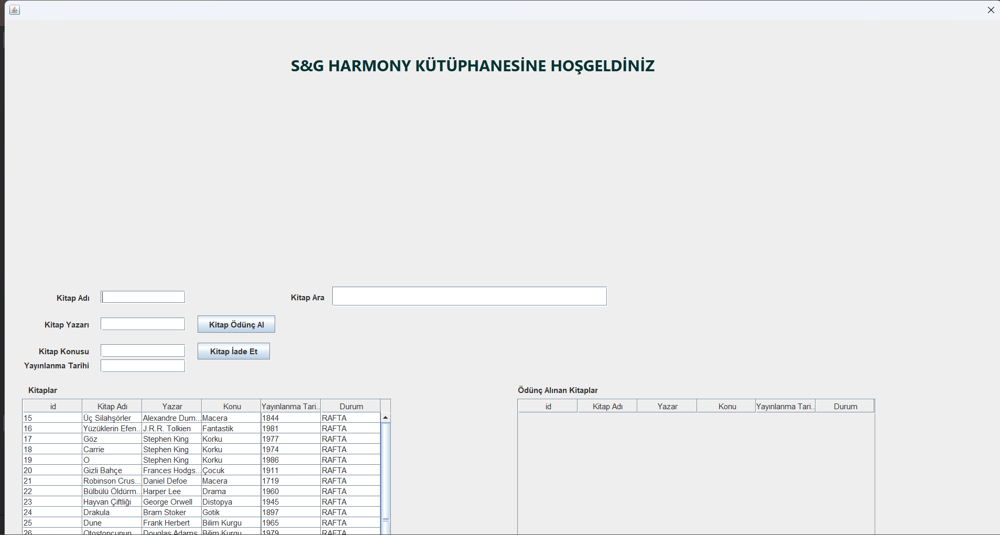 S&G HARMONY KÜTÜPHANESİNE HOŞGELDİNİZ
Kitap Adı
Kitap Ara
Kitap Yazarı
Kitap Ödünç Al
Kitap Konusu
Kitap İade Et
Yayınlanma Tarihi
Kitaplar
id Kitap Adı Yazar Konu Yayınlanma Tari... Durum
15 Üç Silahşörler Alexandre Dum... Macera 1844 RAFTA
16 Yüzüklerin Efen... J.R.R. Tolkien Fantastik 1981 RAFTA
17 Göz Stephen King Korku 1977 RAFTA
18 Carrie Stephen King Korku 1974 RAFTA
19 O Stephen King Korku 1986 RAFTA
20 Gizli Bahçe Frances Hodgs... Çocuk 1911 RAFTA
21 Robinson Crus... Daniel Defoe Macera 1719 RAFTA
22 Bülbülü Öldürm... Harper Lee Drama 1960 RAFTA
23 Hayvan Çiftliği George Orwell Distopya 1945 RAFTA
24 Drakula Bram Stoker Gotik 1897 RAFTA
25 Dune Frank Herbert Bilim Kurgu 1965 RAFTA
26 Otostopçunun... Douglas Adams Bilim Kurgu 1979 RAFTA
Ödünç Alınan Kitaplar
id Kitap Adı Yazar Konu Yayınlanma Tari... Durum